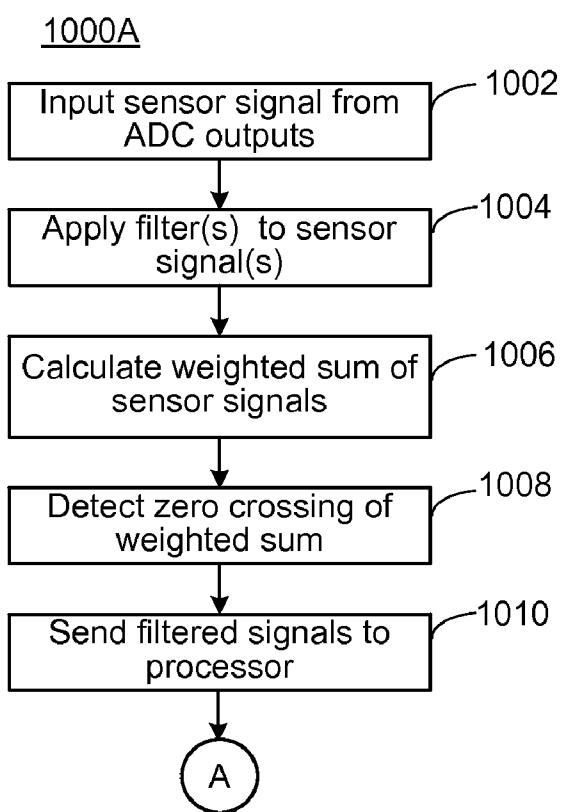 1000A
Input sensor signal from
ADC outputs
1002
Apply filter(s) to sensor
signal(s)
1004
Calculate weighted sum of
sensor signals
1006
Detect zero crossing of
weighted sum
1008
Send filtered signals to
processor
1010
A